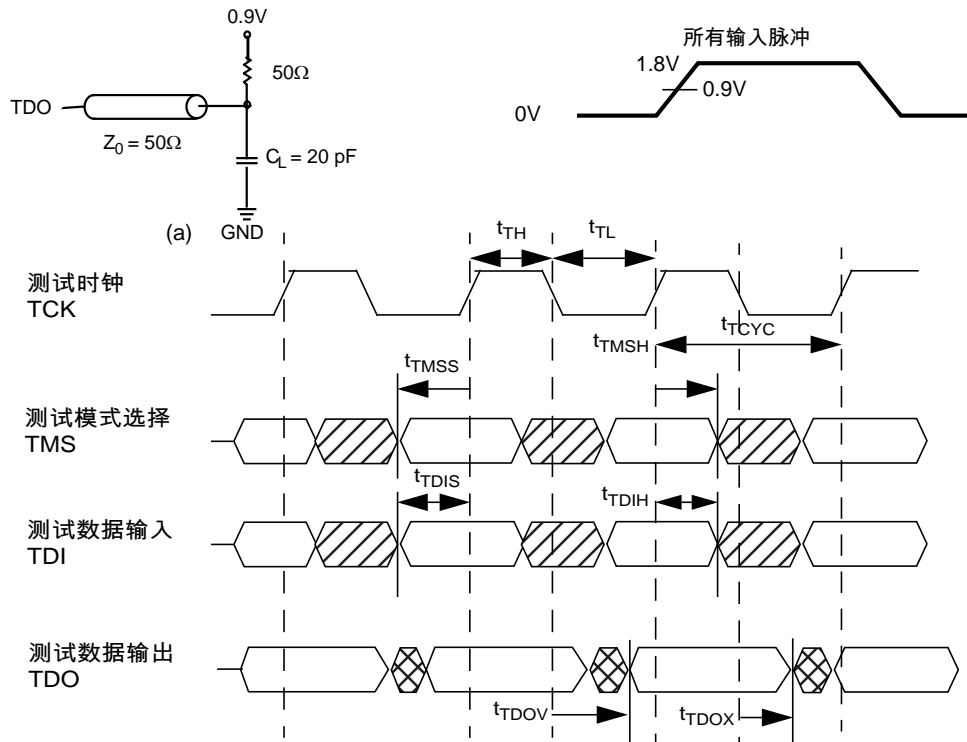 0.9V
50Ω
TDO
Z0 = 50Ω
CL = 20 pF
(a)
GND
所有输入脉冲
1.8V
0.9V
0V
tTH
tTL
测试时钟
TCK
tTMSH
tTCYC
tTMSS
测试模式选择
TMS
tTDIS
tTDIH
测试数据输入
TDI
测试数据输出
TDO
tTDOV
tTDOX